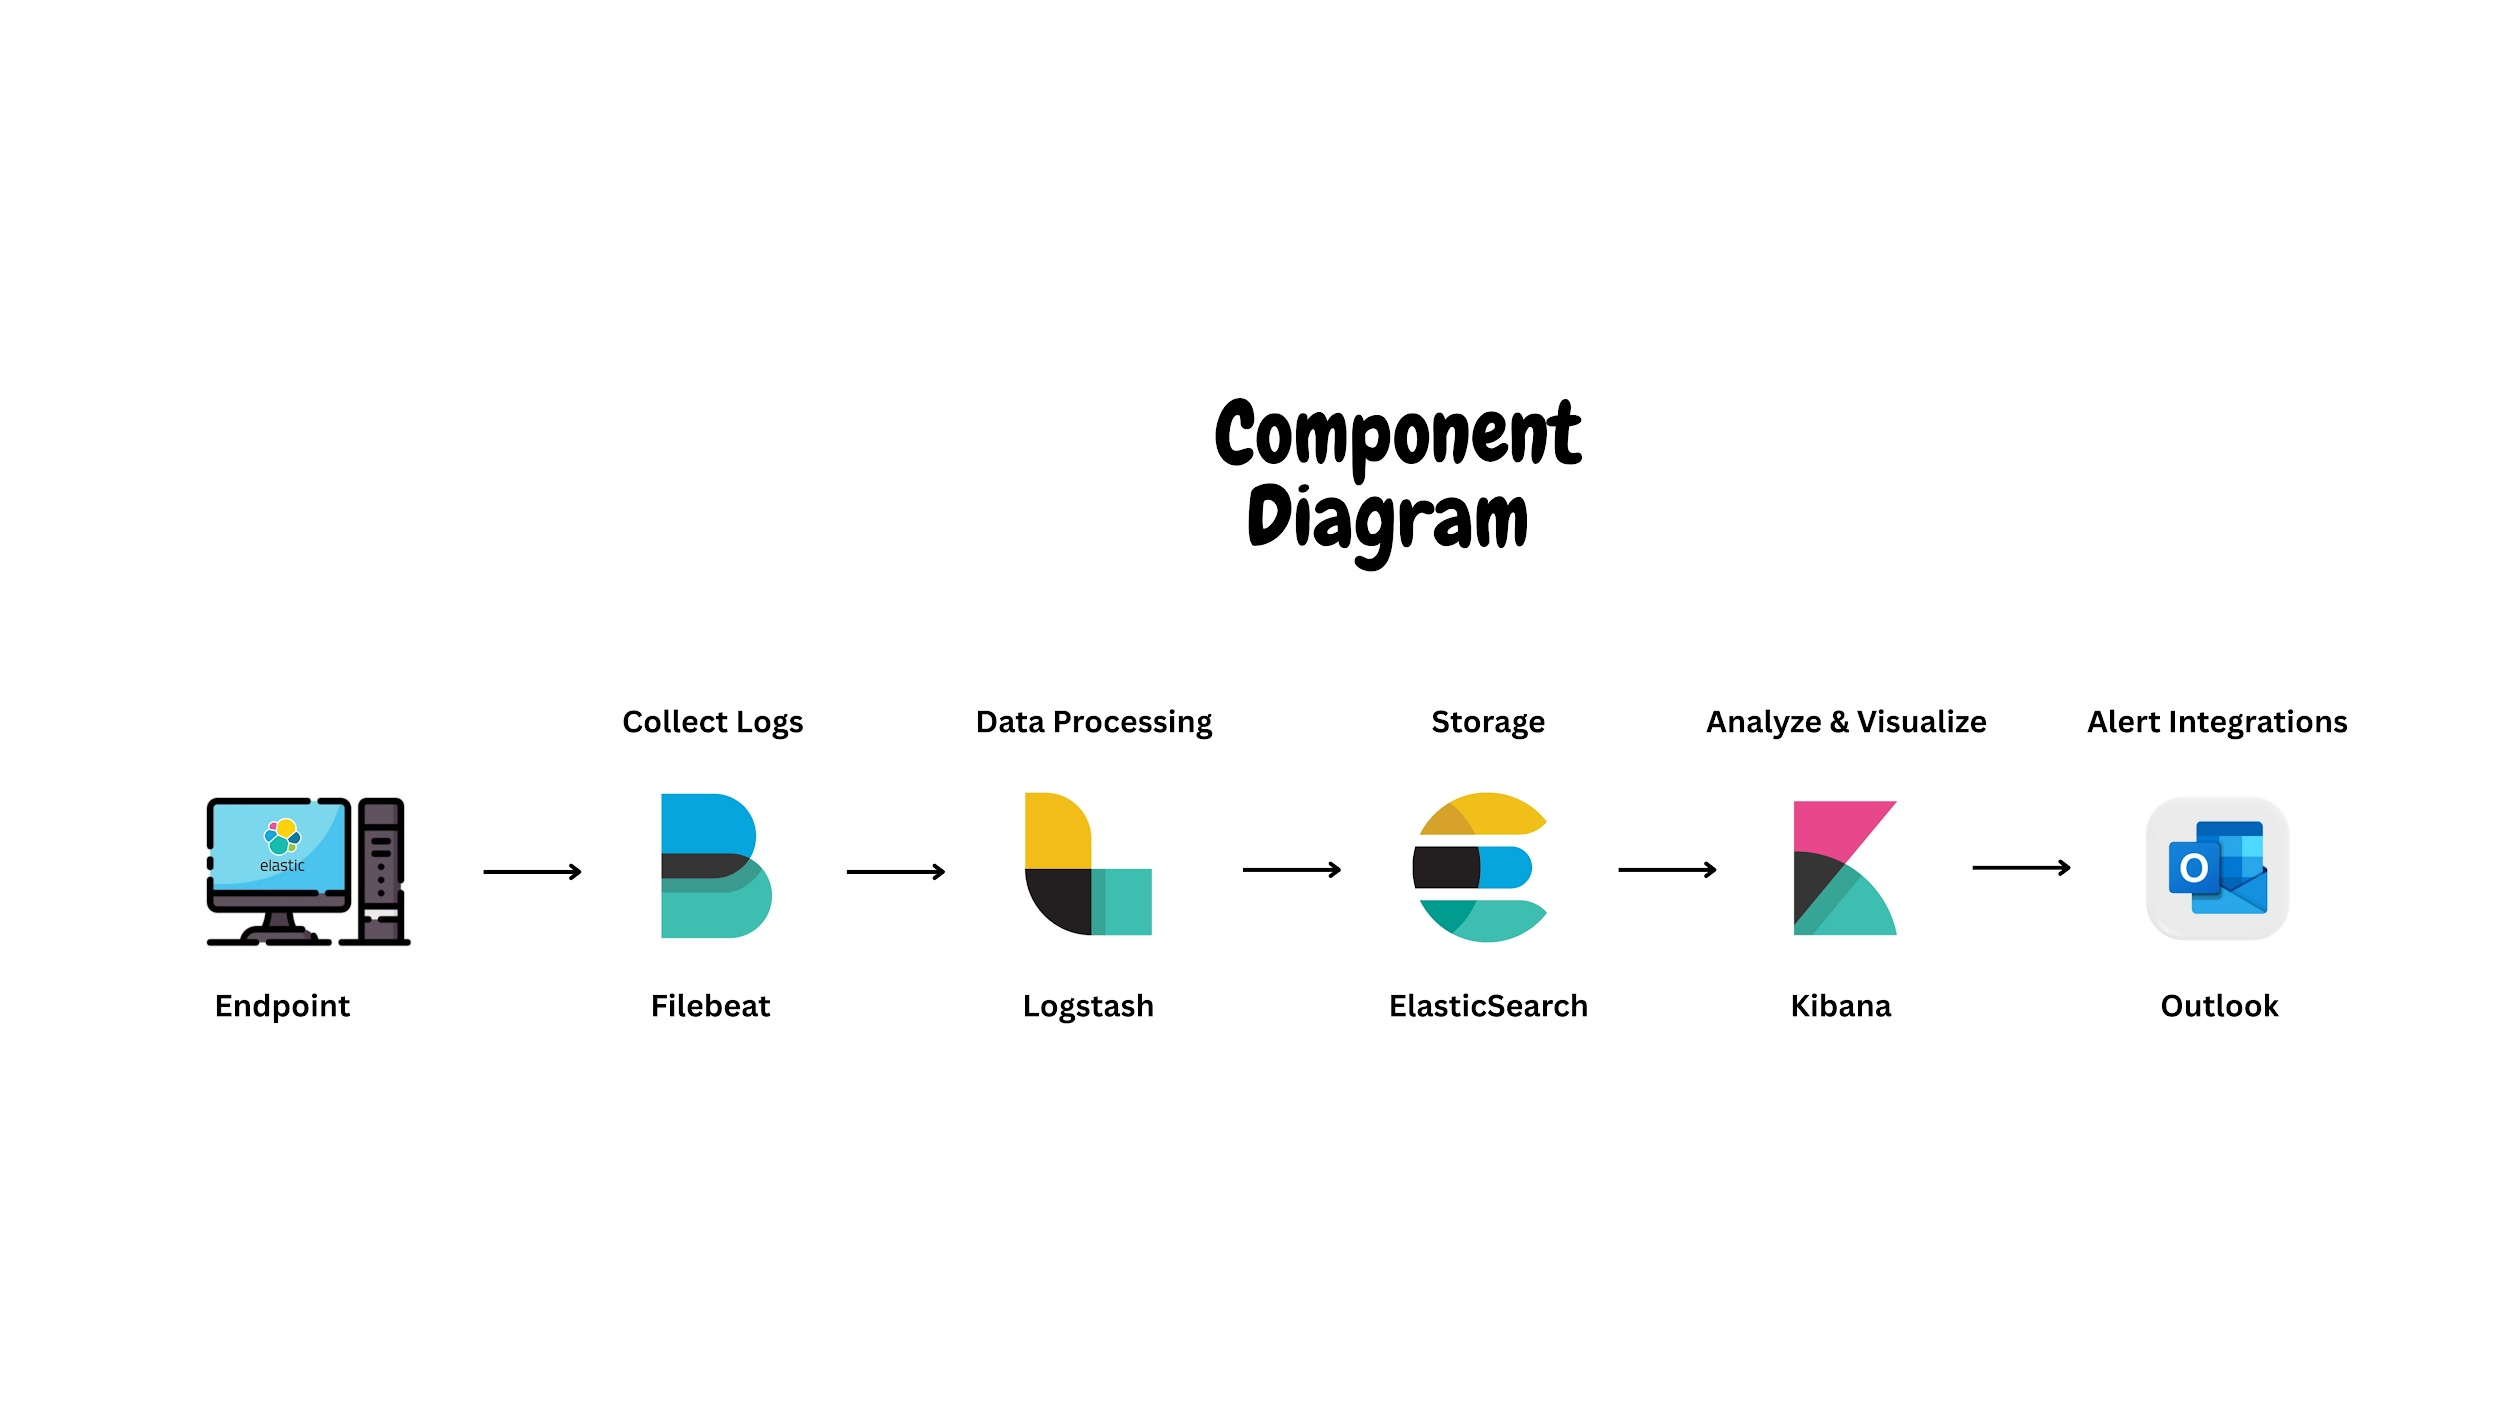 Component
Diagram
Collect Logs
Data Processing
Storage
Analyze & Visualize
Alert Integrations
elastic
O
Endpoint
Filebeat
Logstash
ElasticSearch
Kibana
Outlook